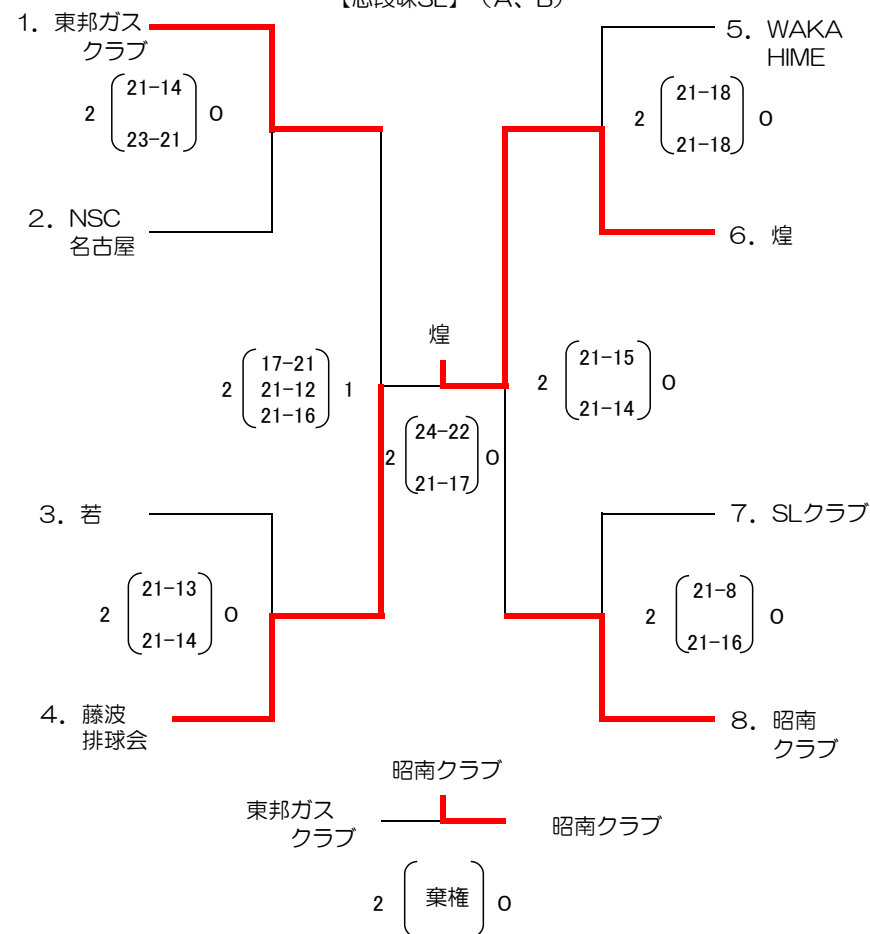 1. 東邦ガス
クラブ
2
21-14
23-21
0
2. NSC
名古屋
5. WAKA
HIME
2
21-18
21-18
0
6. 煌
煌
2
17-21
21-12
21-16
1
2
21-15
21-14
0
2
24-22
21-17
0
3. 若
2
21-13
21-14
0
4. 藤波
排球会
7. SLクラブ
2
21-8
21-16
0
8. 昭南
クラブ
昭南クラブ
東邦ガス
クラブ
昭南クラブ
2
棄権
0